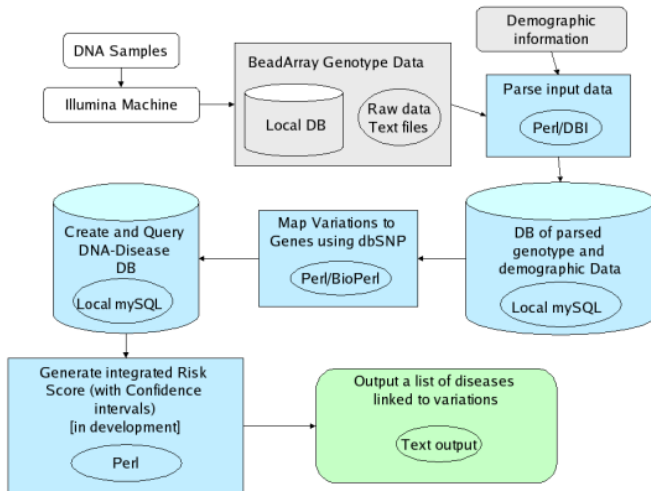 DNA Samples
Illumina Machine
BeadArray Genotype Data
Local DB
Raw data
Text files
Demographic
information
Parse input data
Perl/DBI
DB of parsed
genotype and
demographic Data
Local mySQL
Map Variations to
Genes using dbSNP
Perl/BioPerl
Create and Query
DNA-Disease
DB
Local mySQL
Generate integrated Risk
Score (with Confidence
intervals)
[in development]
Perl
Output a list of diseases
linked to variations
Text output